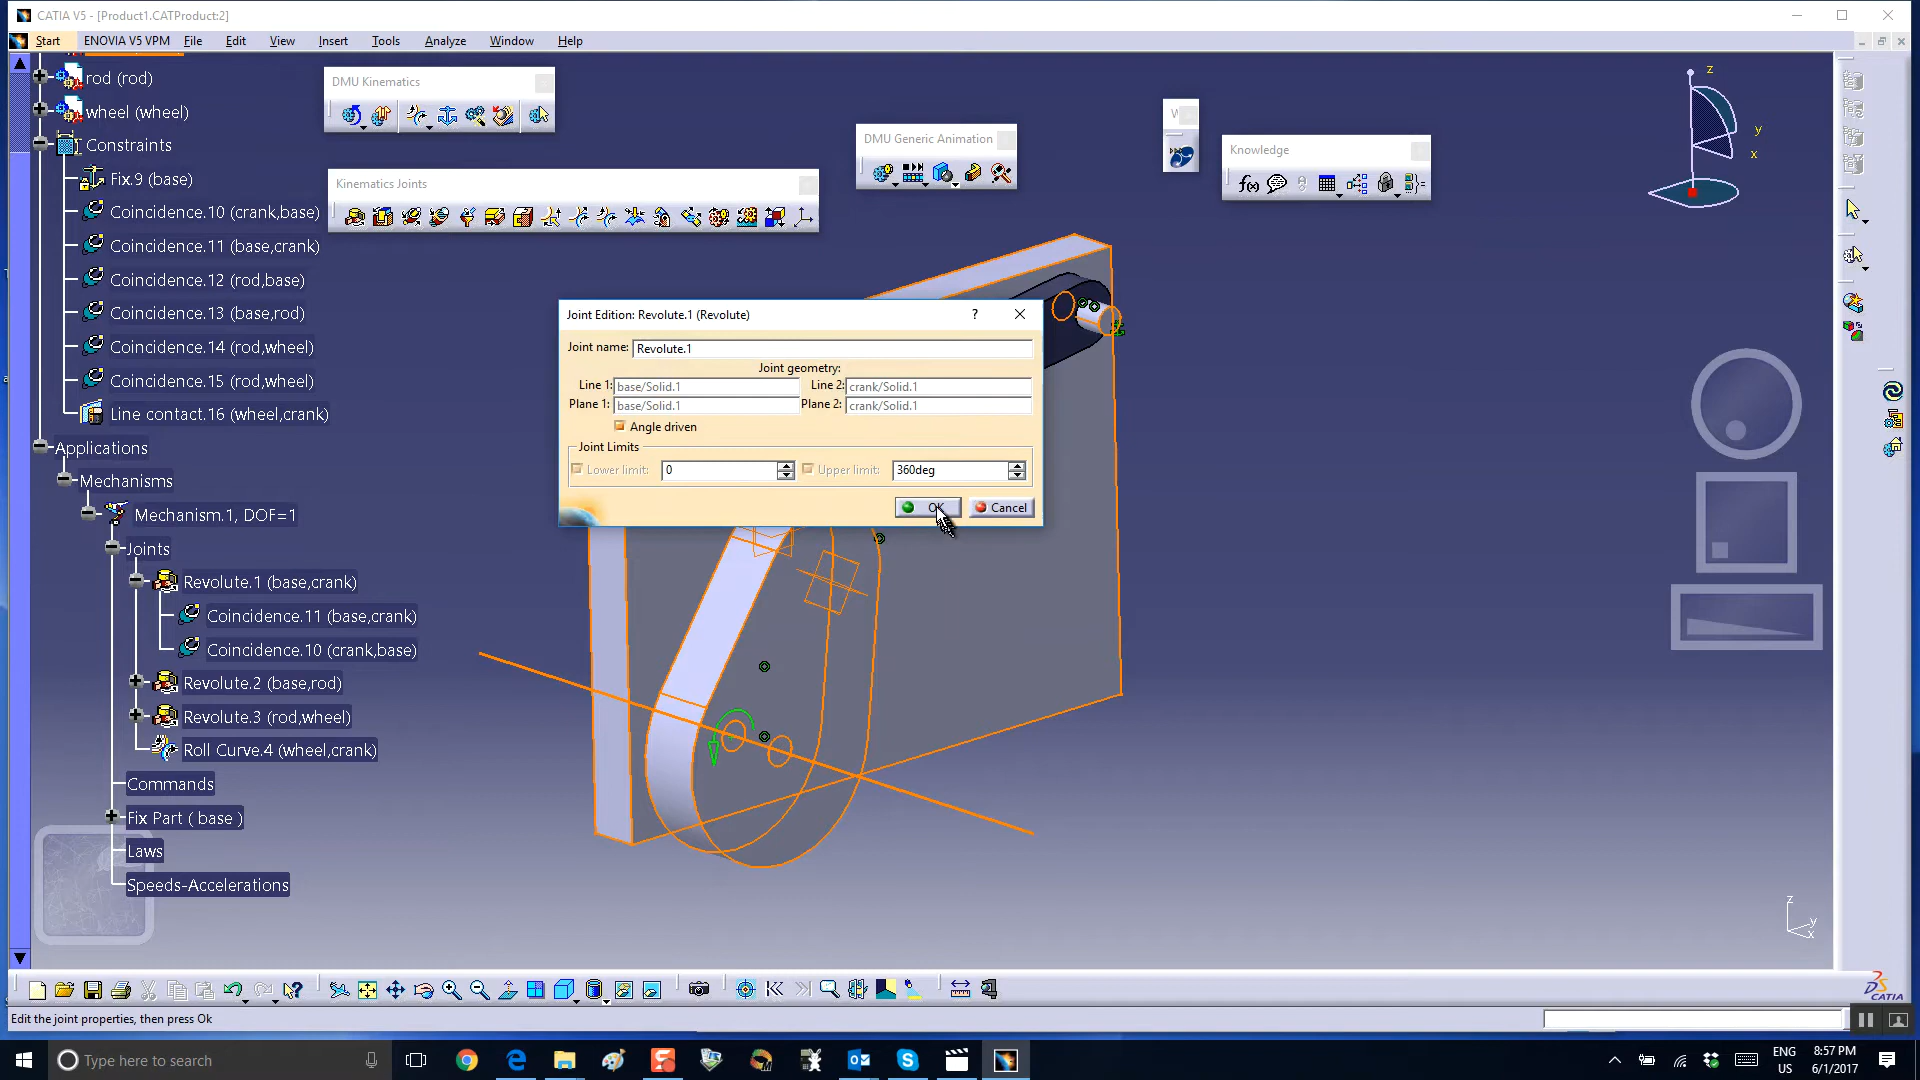 CATIA V5 - [Product1.CATProduct:2]
Start ENOVIA V5 VPM File Edit View Insert Tools Analyze Window Help
rod (rod)
wheel (wheel)
Constraints
Fix.9 (base)
Coincidence.10 (crank,base)
Coincidence.11 (base,crank)
Coincidence.12 (rod,base)
Coincidence.13 (base,rod)
Coincidence.14 (rod,wheel)
Coincidence.15 (rod,wheel)
Line contact.16 (wheel,crank)
Applications
Mechanisms
Mechanism.1, DOF=1
Joints
Revolute.1 (base,crank)
Coincidence.11 (base,crank)
Coincidence.10 (crank,base)
Revolute.2 (base,rod)
Revolute.3 (rod,wheel)
Roll Curve.4 (wheel,crank)
Commands
Fix Part ( base )
Laws
Speeds-Accelerations
DMU Kinematics
Kinematics Joints
DMU Generic Animation
Knowledge
f(x)
z
y
x
Joint Edition: Revolute.1 (Revolute)
?
Joint name: Revolute.1
Joint geometry:
Line 1: base/Solid.1 Line 2: crank/Solid.1
Plane 1: base/Solid.1 Plane 2: crank/Solid.1
Angle driven
Joint Limits
Lower limit: 0 Upper limit: 360deg
OK Cancel
z
y
x
CATIA
Edit the joint properties, then press Ok
Type here to search
ENG
US
8:57 PM
6/1/2017